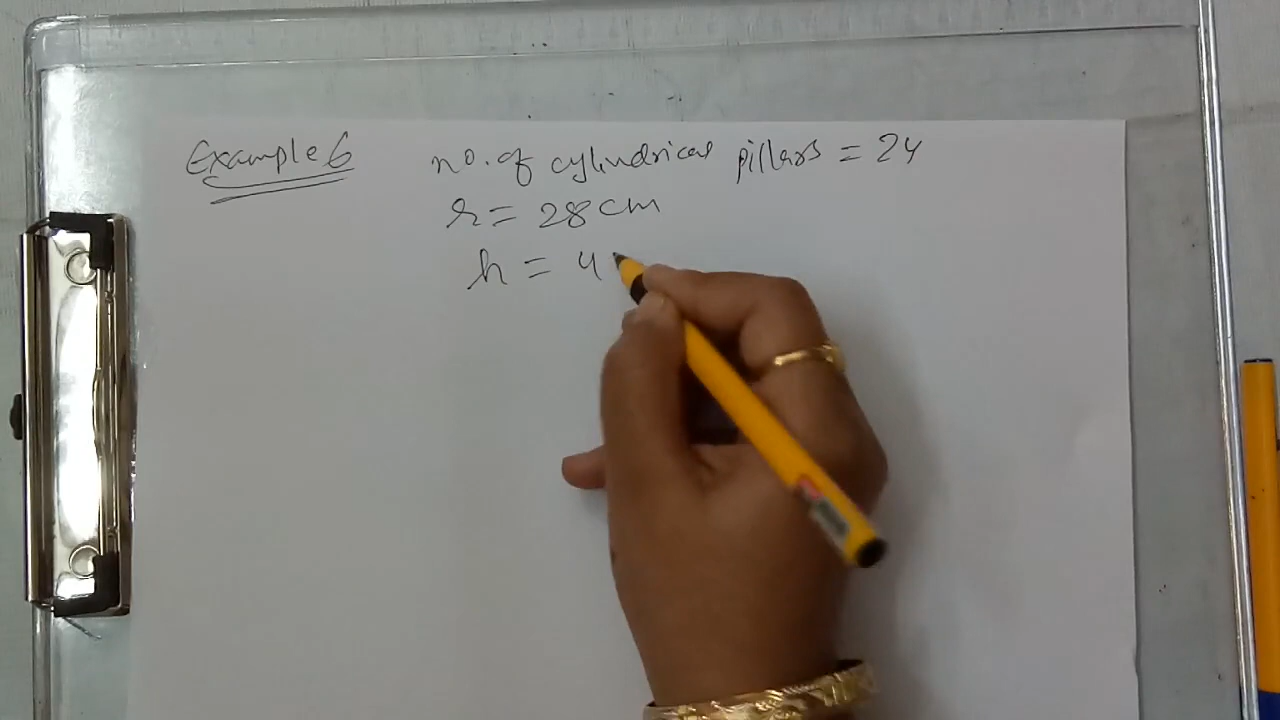 Example 6 no. of cylindrical pillars = 24
r = 28 cm
h = 4